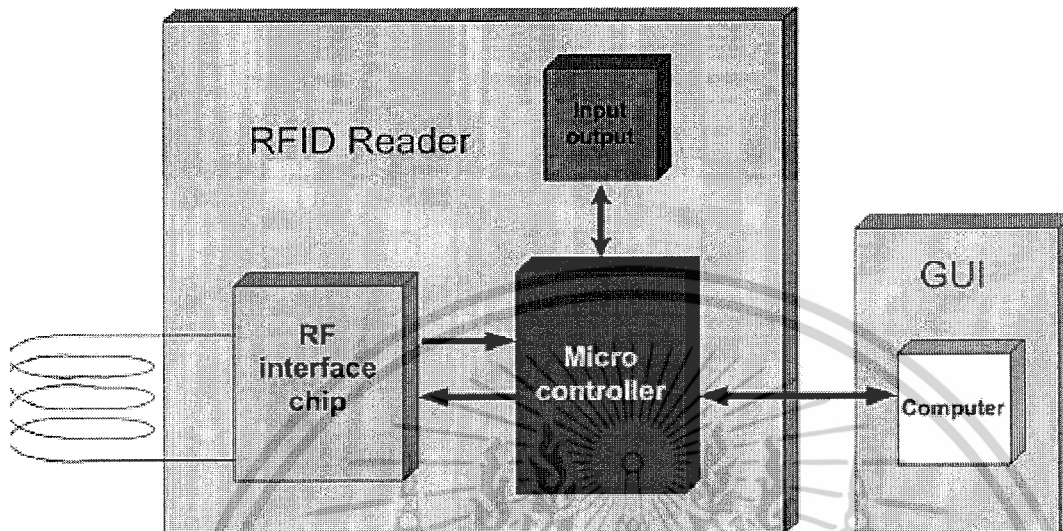 RFID Reader
Input
output
RF
interface
chip
Micro
controller
GUI
Computer